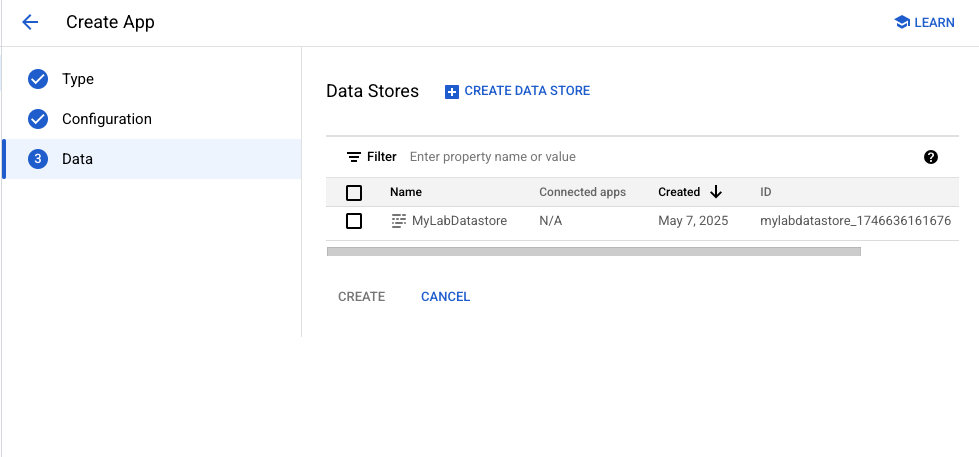 Create App
LEARN
Type
Configuration
3
Data
Data Stores
CREATE DATA STORE
Filter
Enter property name or value
Name Connected apps Created ID
MyLabDatastore N/A May 7, 2025 mylabdatastore_1746636161676
CREATE CANCEL